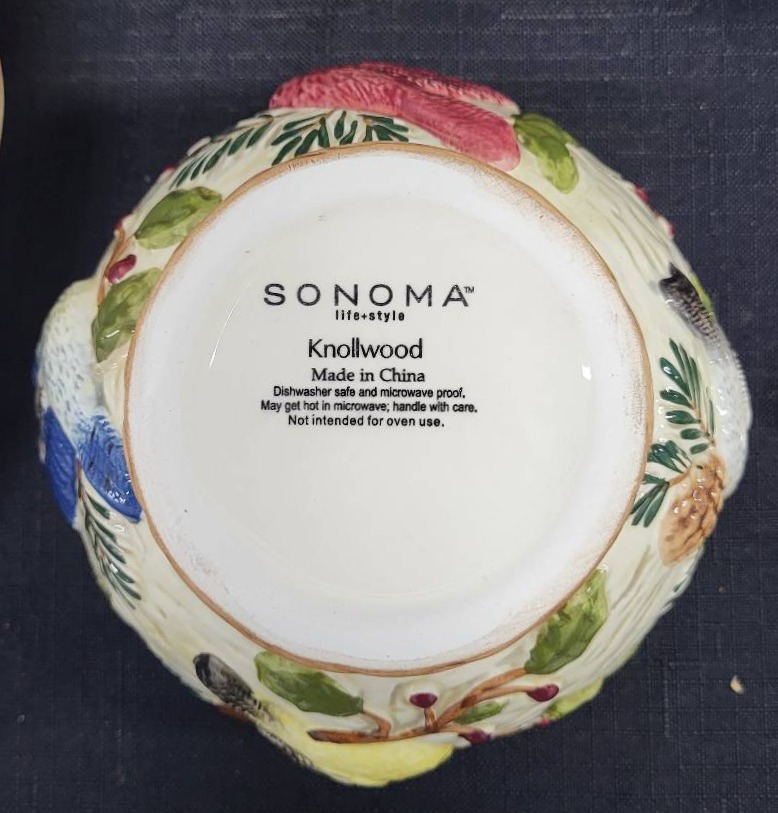 SONOMA™
life+style
Knollwood
Made in China
Dishwasher safe and microwave proof.
May get hot in microwave; handle with care.
Not intended for oven use.